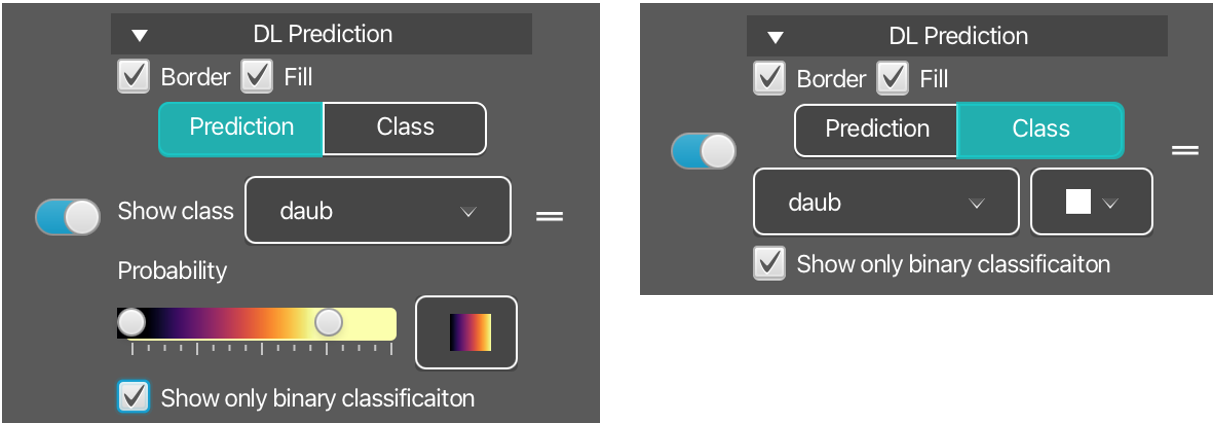 DL Prediction
Border Fill
Prediction Class
Show class daub
Probability
Show only binary classificaiton
DL Prediction
Border Fill
Prediction Class
daub
Show only binary classificaiton